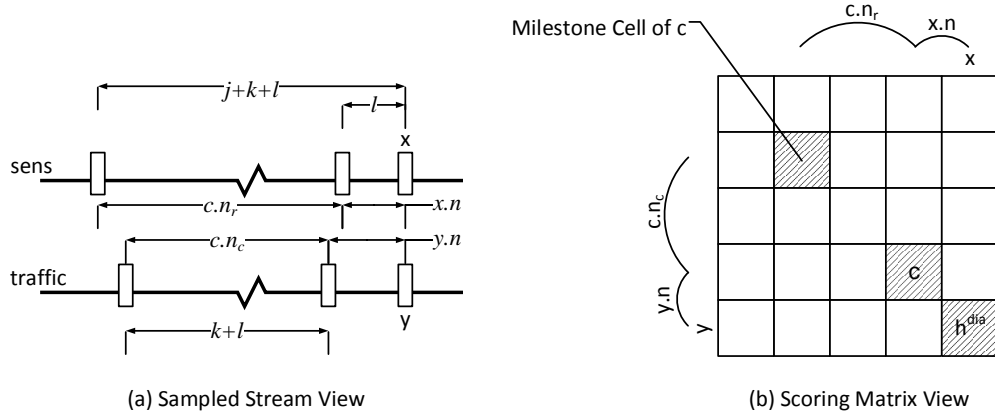 j+k+l
l
x
sens
c.n_r
x.n
c.n_c
y.n
traffic
y
k+l
(a) Sampled Stream View
Milestone Cell of c
c.n_r
x.n
x
c.n_c
c
y.n
y
h^dia
(b) Scoring Matrix View